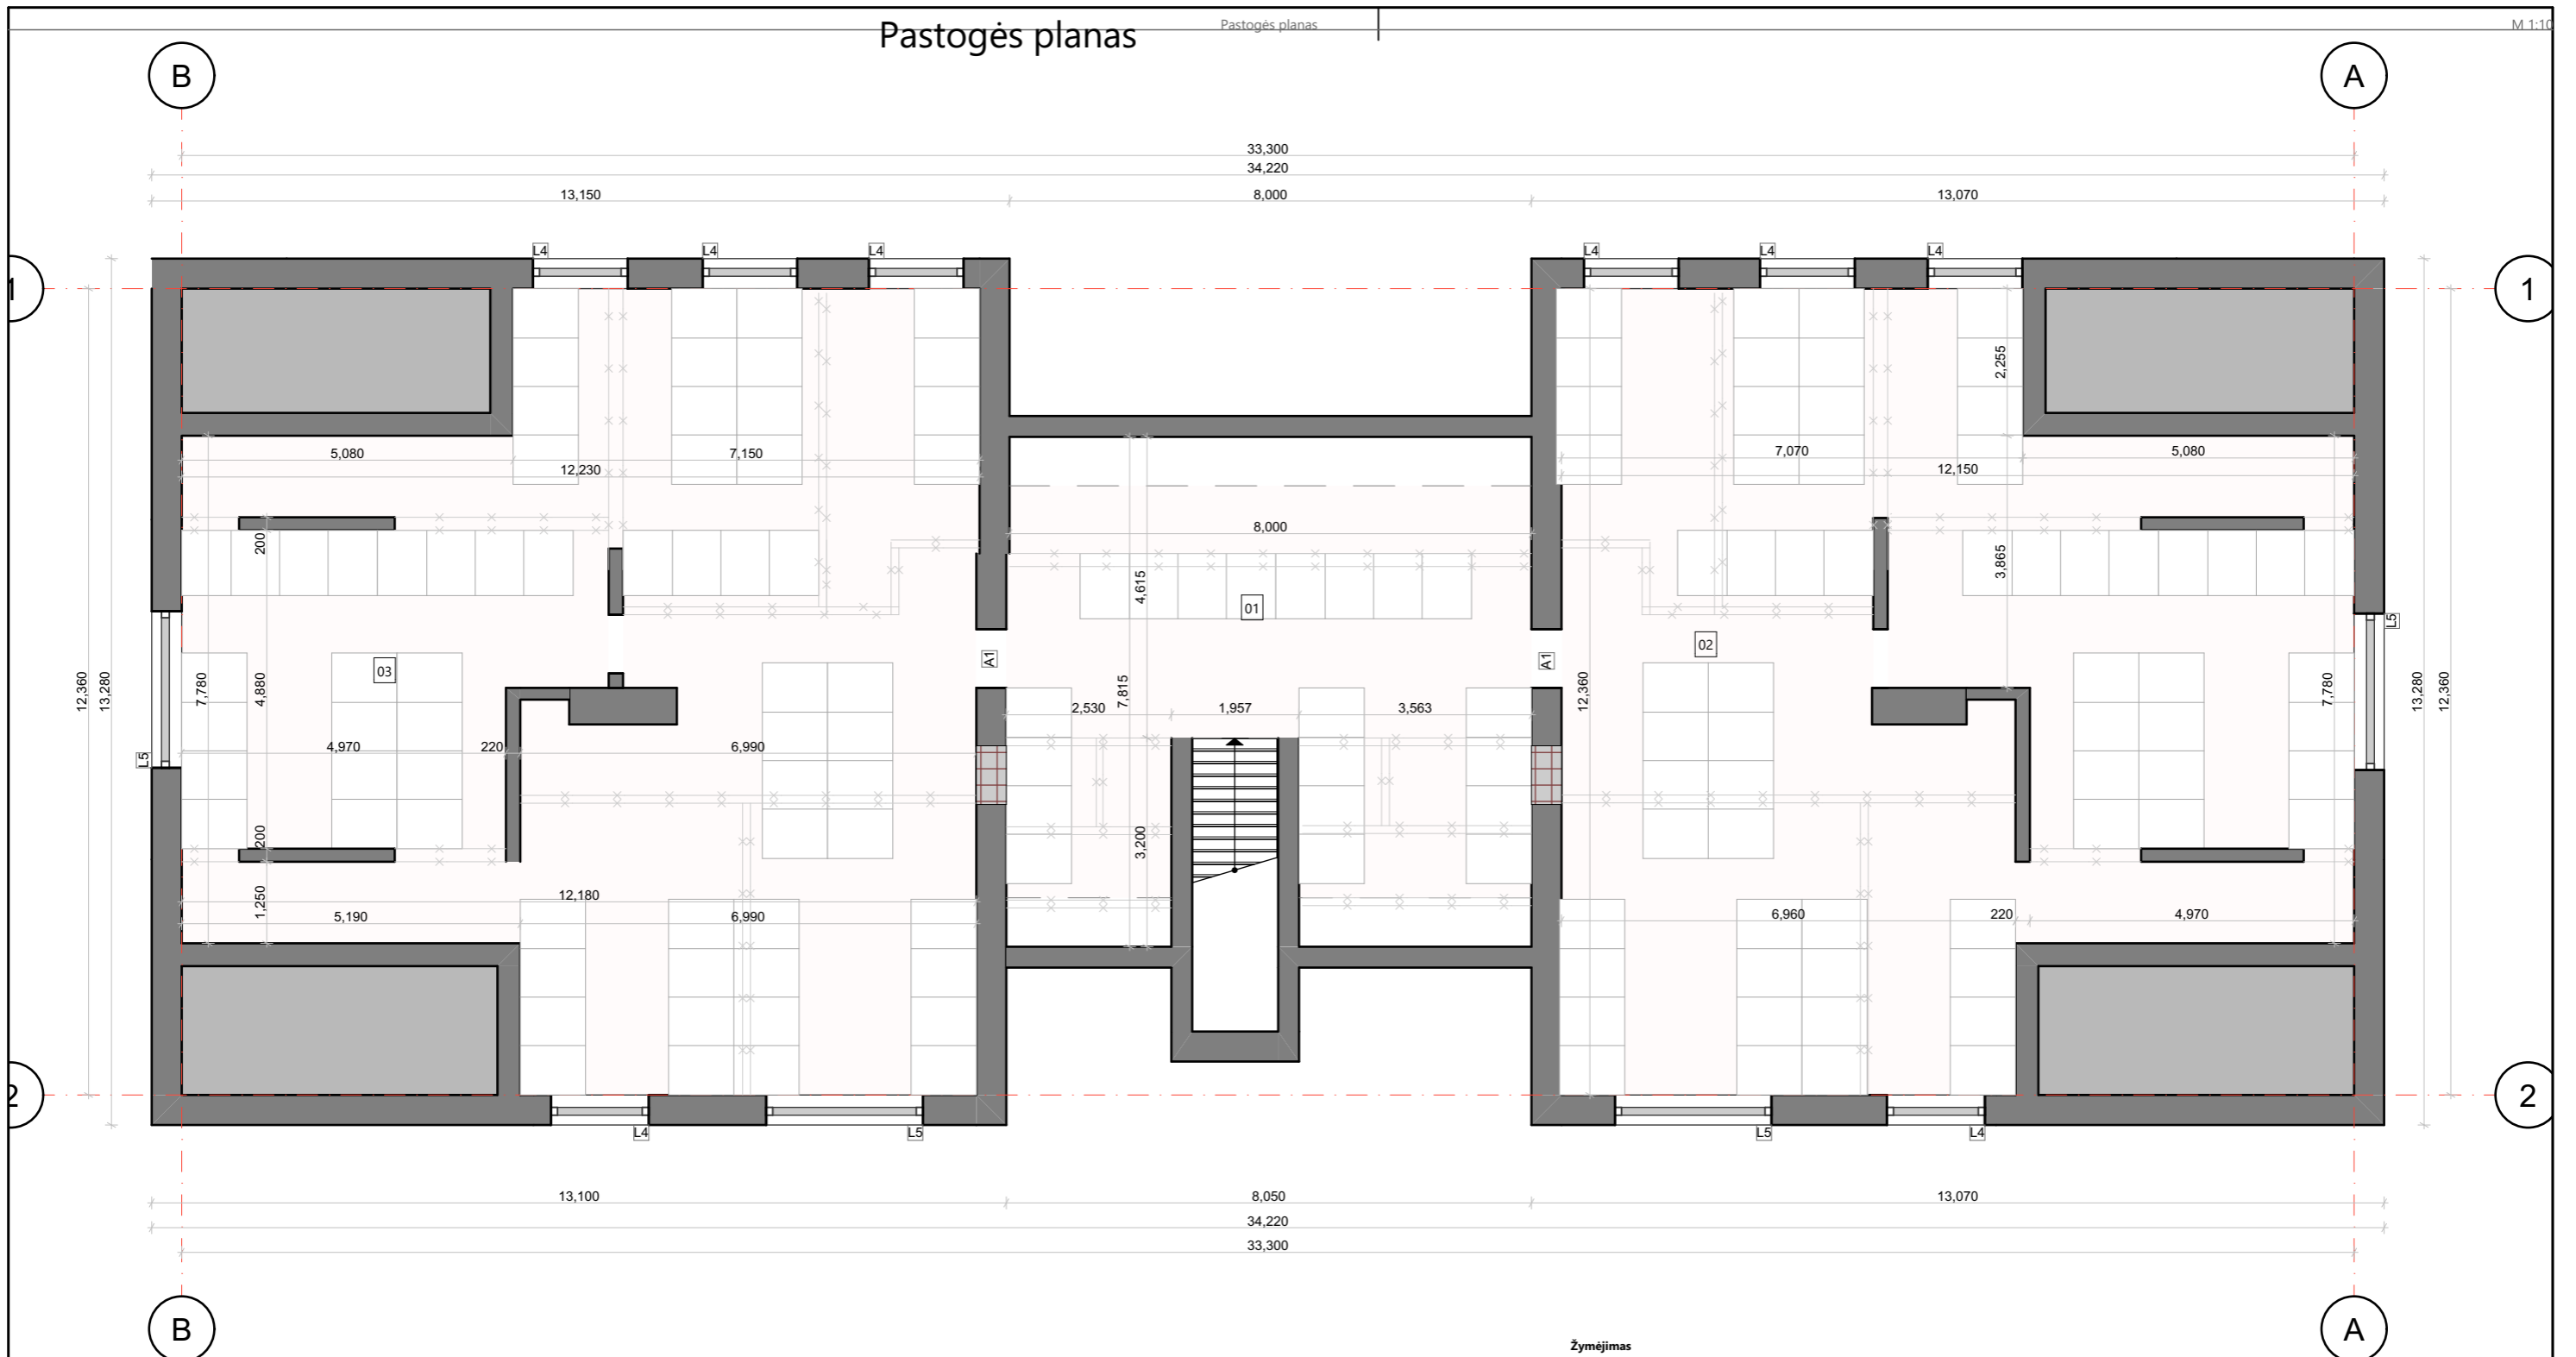 Pastogės planas
Pastogės planas
M 1:10
B
A
33,300
34,220
13,150
8,000
13,070
L4
L4
L4
L4
L4
L4
1
1
2,255
5,080
7,150
12,230
7,070
5,080
12,150
8,000
200
4,615
3,865
01
02
03
A1
A1
L5
L5
12,360
13,280
7,780
4,880
7,815
12,360
7,780
13,280
12,360
2,530
1,957
3,563
4,970
220
6,990
200
3,200
1,250
12,180
5,190
6,990
6,960
220
4,970
2
2
L4
L5
L5
L4
13,100
8,050
13,070
34,220
33,300
B
A
Žymėjimas